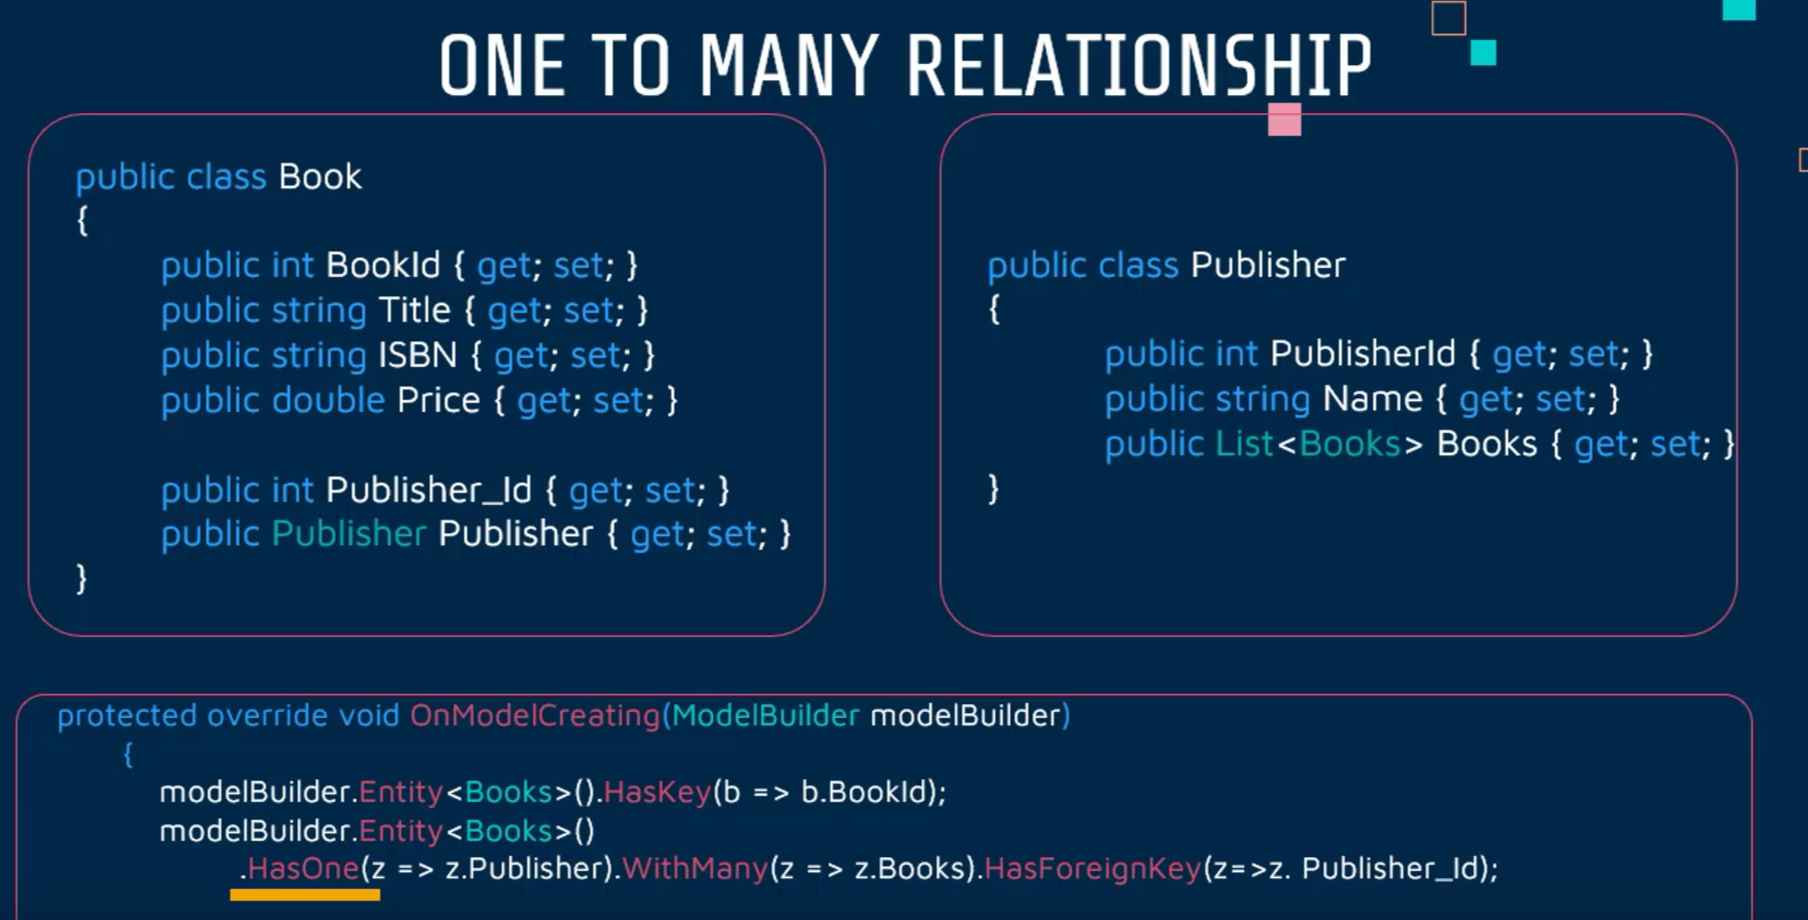 ONE TO MANY RELATIONSHIP
public class Book
{
public int BookId { get; set; }
public string Title { get; set; }
public string ISBN { get; set; }
public double Price { get; set; }
public int Publisher_Id { get; set; }
public Publisher Publisher { get; set; }
}
public class Publisher
{
public int PublisherId { get; set; }
public string Name { get; set; }
public List<Books> Books { get; set; }
}
protected override void OnModelCreating(ModelBuilder modelBuilder)
{
modelBuilder.Entity<Books>().HasKey(b => b.BookId);
modelBuilder.Entity<Books>()
.HasOne(z => z.Publisher).WithMany(z => z.Books).HasForeignKey(z=>z. Publisher_Id);